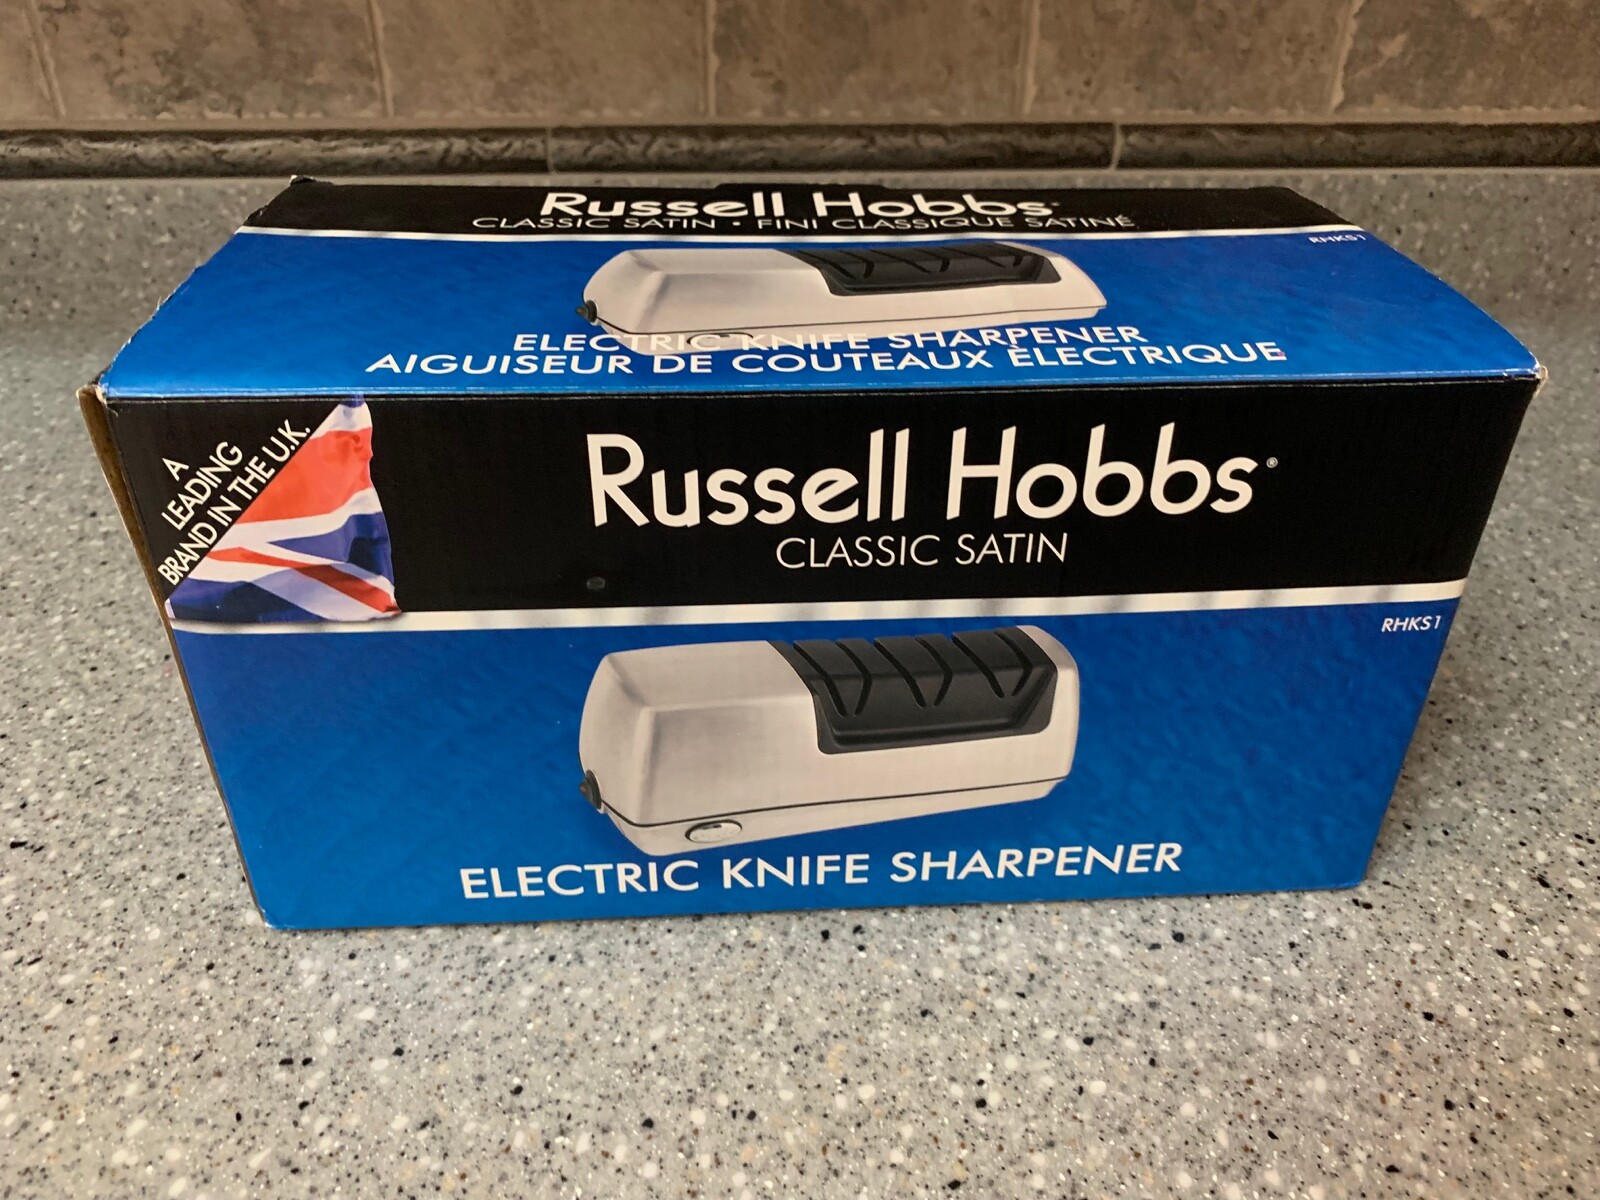 Russell Hobbs
CLASSIC SATIN • FINI CLASSIQUE SATINÉ
RHKS1
ELECTRIC KNIFE SHARPENER
AIGUISEUR DE COUTEAUX ÈLECTRIQUE
A
LEADING
BRAND IN THE U.K.
Russell Hobbs®
CLASSIC SATIN
RHKS1
ELECTRIC KNIFE SHARPENER